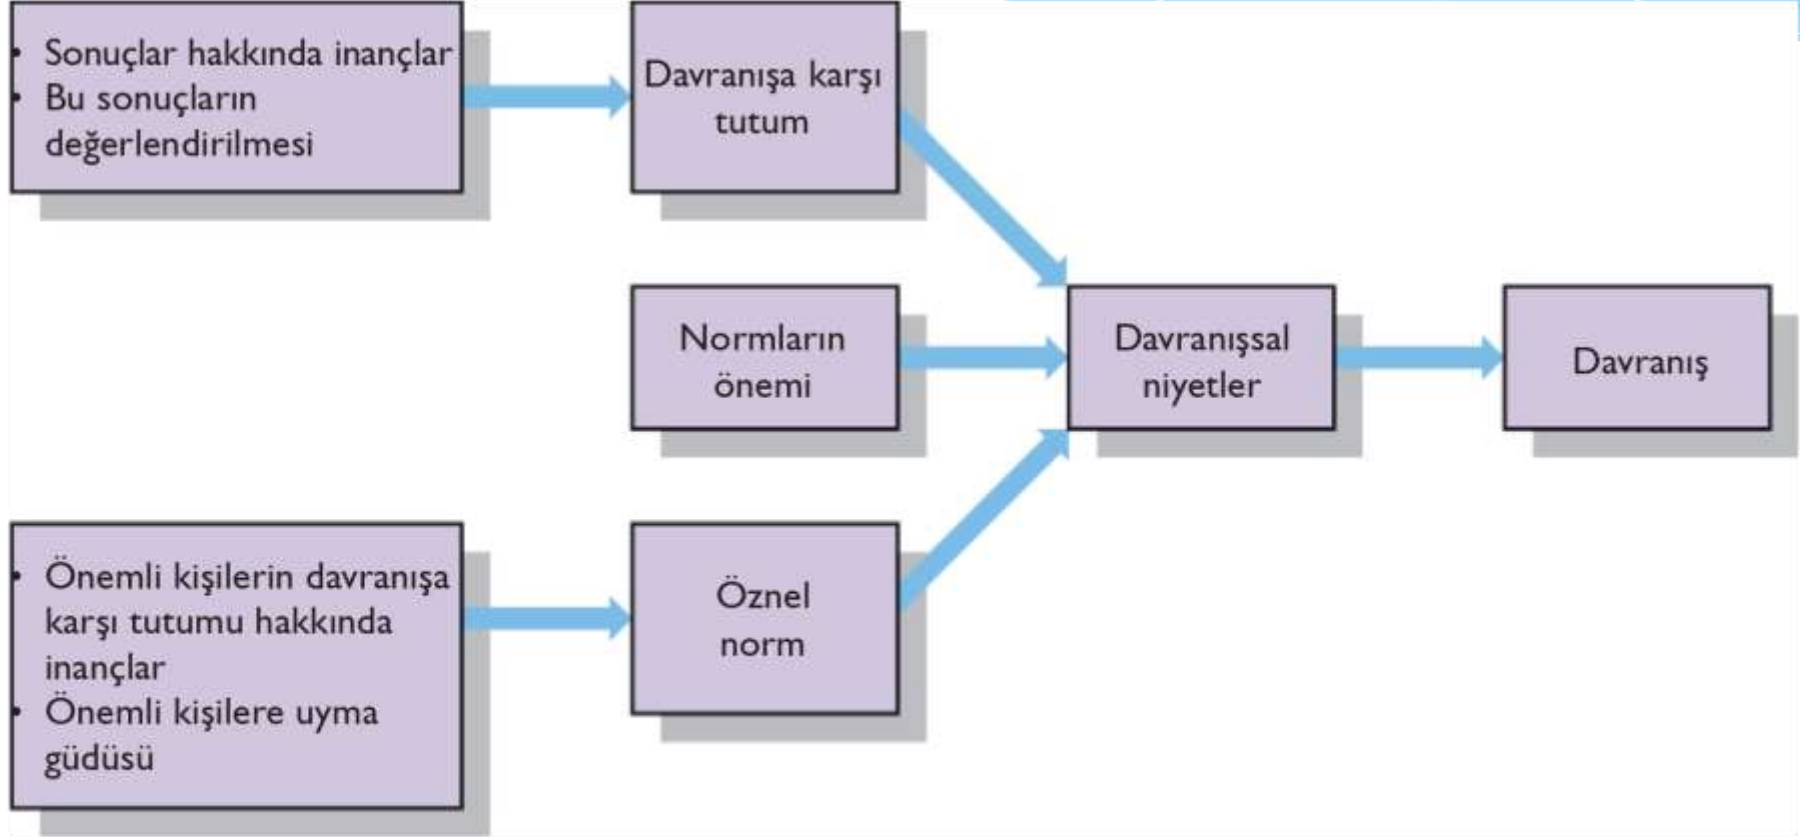 • Sonuçlar hakkında inançlar
• Bu sonuçların
değerlendirilmesi
Davranışa karşı
tutum
Normların
önemi
Davranışsal
niyetler
Davranış
• Önemli kişilerin davranışa
karşı tutumu hakkında
inançlar
• Önemli kişilere uyma
güdüsü
Öznel
norm